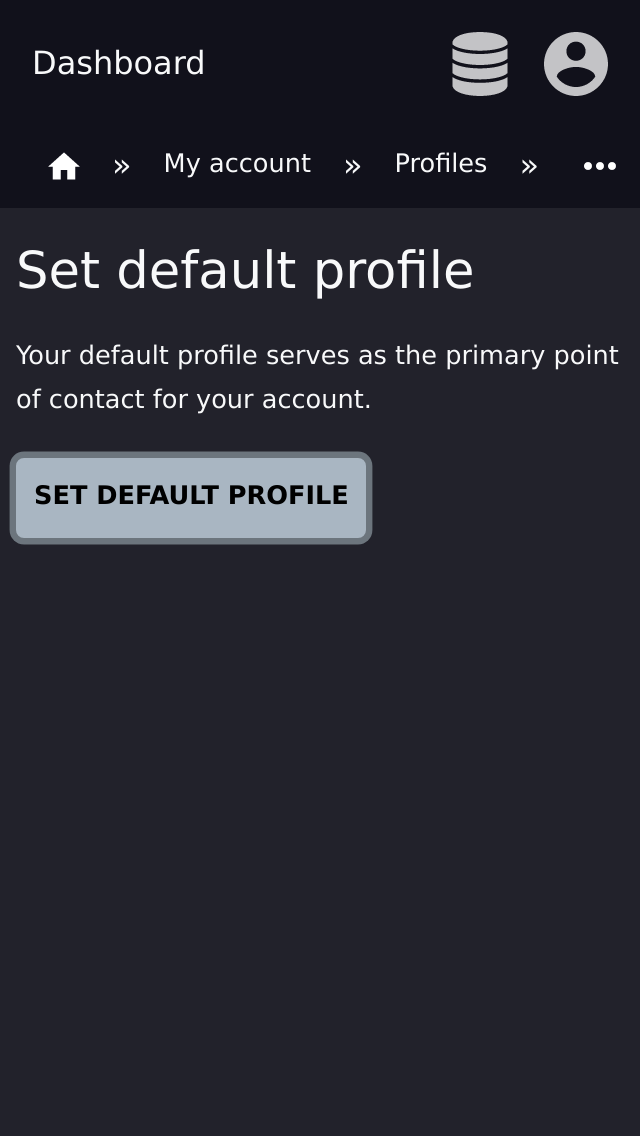 Dashboard
» My account » Profiles » •••
Set default profile
Your default profile serves as the primary point
of contact for your account.
SET DEFAULT PROFILE